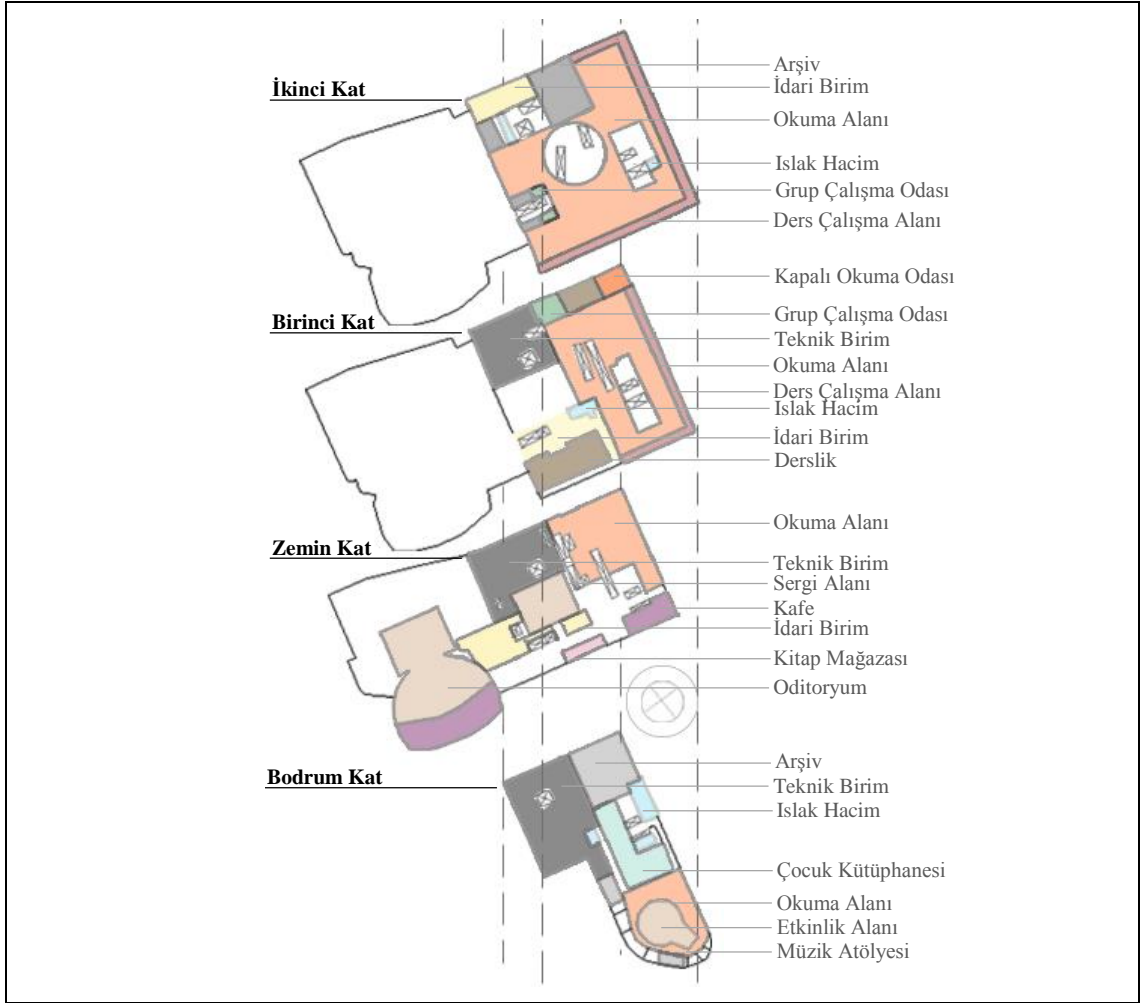 İkinci Kat
Arşiv
İdari Birim
Okuma Alanı
Islak Hacim
Grup Çalışma Odası
Ders Çalışma Alanı
Birinci Kat
Kapalı Okuma Odası
Grup Çalışma Odası
Teknik Birim
Okuma Alanı
Ders Çalışma Alanı
Islak Hacim
İdari Birim
Derslik
Zemin Kat
Okuma Alanı
Teknik Birim
Sergi Alanı
Kafe
İdari Birim
Kitap Mağazası
Oditoryum
Bodrum Kat
Arşiv
Teknik Birim
Islak Hacim
Çocuk Kütüphanesi
Okuma Alanı
Etkinlik Alanı
Müzik Atölyesi